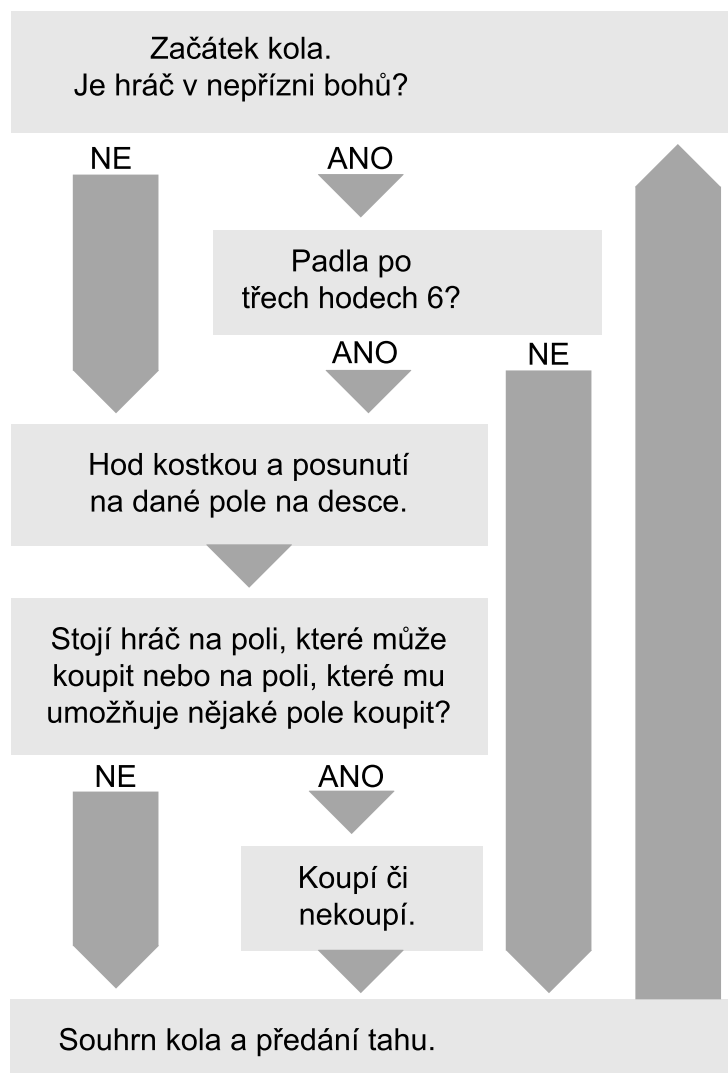 Začátek kola.
Je hráč v nepřízni bohů?
NE
ANO
Padla po
třech hodech 6?
ANO
NE
Hod kostkou a posunutí
na dané pole na desce.
Stojí hráč na poli, které může
koupit nebo na poli, které mu
umožňuje nějaké pole koupit?
NE
ANO
Koupí či
nekoupí.
Souhrn kola a předání tahu.